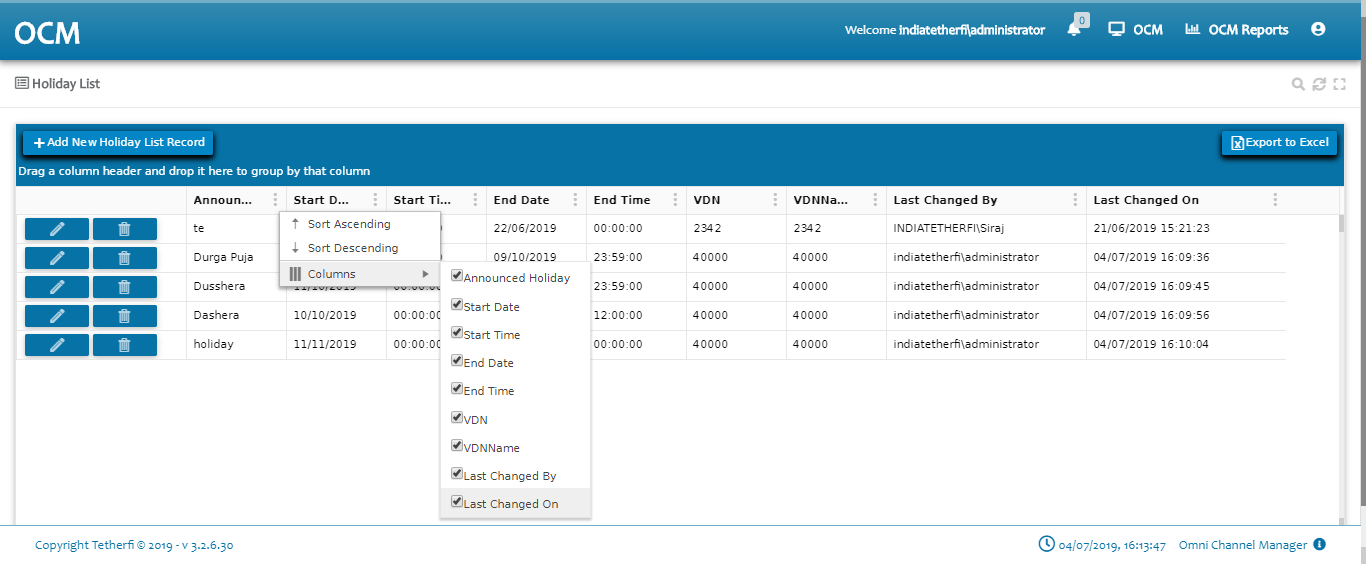 OCM
Welcome indiatetherfi\administrator
0
OCM
OCM Reports
Holiday List
Add New Holiday List Record
Export to Excel
Drag a column header and drop it here to group by that column
Announ... Start D... Start Ti... End Date End Time VDN VDNNa... Last Changed By Last Changed On
te 22/06/2019 00:00:00 2342 2342 INDIATETHERFI\Siraj 21/06/2019 15:21:23
Durga Puja 09/10/2019 23:59:00 40000 40000 indiatetherfi\administrator 04/07/2019 16:09:36
Dusshera 23:59:00 40000 40000 indiatetherfi\administrator 04/07/2019 16:09:45
Dashera 10/10/2019 00:00:00 12:00:00 40000 40000 indiatetherfi\administrator 04/07/2019 16:09:56
holiday 11/11/2019 00:00:00 00:00:00 40000 40000 indiatetherfi\administrator 04/07/2019 16:10:04
Sort Ascending
Sort Descending
Columns
Announced Holiday
Start Date
Start Time
End Date
End Time
VDN
VDNName
Last Changed By
Last Changed On
Copyright Tetherfi © 2019 - v 3.2.6.30
04/07/2019, 16:13:47
Omni Channel Manager